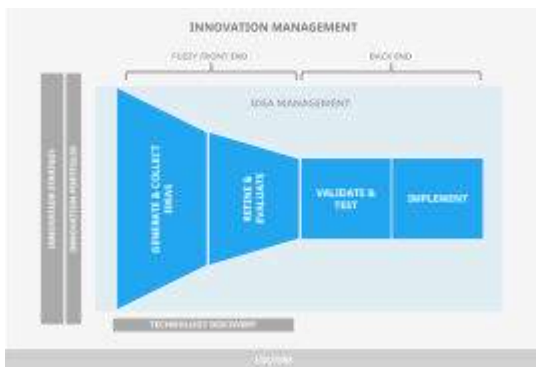 INNOVATION MANAGEMENT
FUZZY FRONT END
BACK END
IDEA MANAGEMENT
INNOVATION STRATEGY
INNOVATION PORTFOLIO
GENERATE & COLLECT
IDEAS
REFINE &
EVALUATE
VALIDATE &
TEST
IMPLEMENT
TECHNOLOGY DISCOVERY
CULTURE